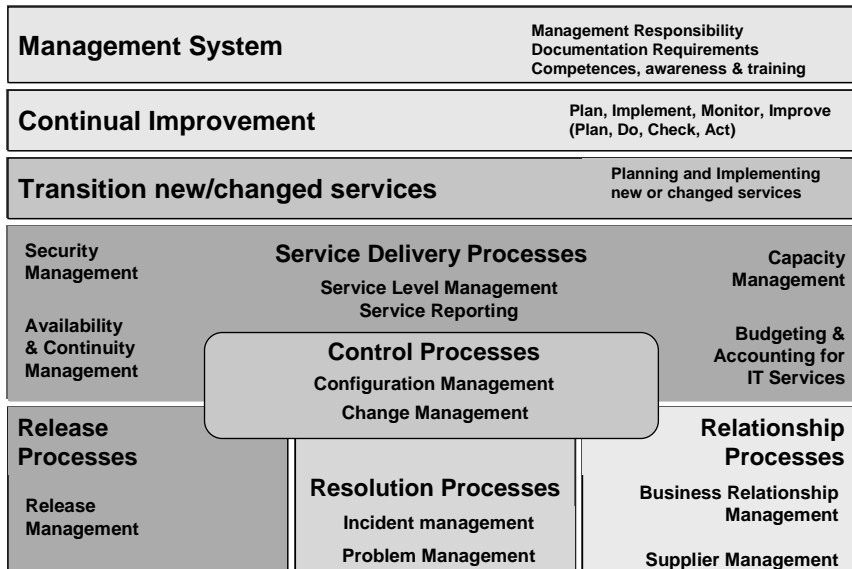 Management System
Management Responsibility
Documentation Requirements
Competences, awareness & training
Continual Improvement
Plan, Implement, Monitor, Improve
(Plan, Do, Check, Act)
Transition new/changed services
Planning and Implementing
new or changed services
Security
Management
Availability
& Continuity
Management
Service Delivery Processes
Service Level Management
Service Reporting
Capacity
Management
Budgeting &
Accounting for
IT Services
Control Processes
Configuration Management
Change Management
Release
Processes
Release
Management
Resolution Processes
Incident management
Problem Management
Relationship
Processes
Business Relationship
Management
Supplier Management